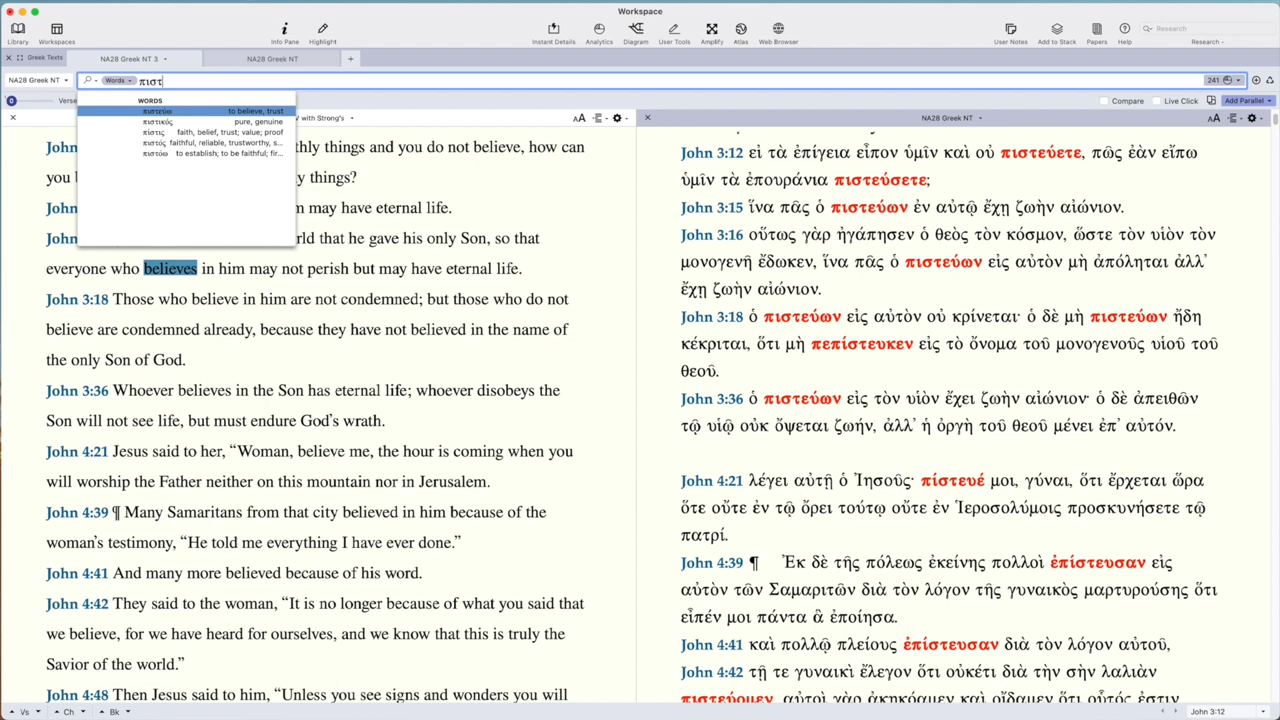 Workspace
Library Workspaces Info Pane Highlight Instant Details Analytics Diagram User Tools Amplify Atlas Web Browser User Notes Add to Stack Papers Help Research
Research
Greek Texts NA28 Greek NT 3 NA28 Greek NT
NA28 Greek NT Words πιστ 241
0 Verse Compare Live Click Add Parallel
WORDS
πιστεύω to believe, trust
πιστικός pure, genuine
πίστις faith, belief, trust; value; proof
πιστός faithful, reliable, trustworthy, s...
πιστόω to establish; to be faithful; fir...
V with Strong's
AA
John hly things and you do not believe, how can
you b y things?
John n may have eternal life.
John rld that he gave his only Son, so that
everyone who believes in him may not perish but may have eternal life.
John 3:18 Those who believe in him are not condemned; but those who do not
believe are condemned already, because they have not believed in the name of
the only Son of God.
John 3:36 Whoever believes in the Son has eternal life; whoever disobeys the
Son will not see life, but must endure God’s wrath.
John 4:21 Jesus said to her, “Woman, believe me, the hour is coming when you
will worship the Father neither on this mountain nor in Jerusalem.
John 4:39 ¶ Many Samaritans from that city believed in him because of the
woman’s testimony, “He told me everything I have ever done.”
John 4:41 And many more believed because of his word.
John 4:42 They said to the woman, “It is no longer because of what you said that
we believe, for we have heard for ourselves, and we know that this is truly the
Savior of the world.”
John 4:48 Then Jesus said to him, “Unless you see signs and wonders you will
NA28 Greek NT
AA
John 3:12 εἰ τὰ ἐπίγεια εἶπον ὑμῖν καὶ οὐ πιστεύετε, πῶς ἐὰν εἴπω
ὑμῖν τὰ ἐπουράνια πιστεύσετε;
John 3:15 ἵνα πᾶς ὁ πιστεύων ἐν αὐτῷ ἔχῃ ζωὴν αἰώνιον.
John 3:16 οὕτως γὰρ ἠγάπησεν ὁ θεὸς τὸν κόσμον, ὥστε τὸν υἱὸν τὸν
μονογενῆ ἔδωκεν, ἵνα πᾶς ὁ πιστεύων εἰς αὐτὸν μὴ ἀπόληται ἀλλ’
ἔχῃ ζωὴν αἰώνιον.
John 3:18 ὁ πιστεύων εἰς αὐτὸν οὐ κρίνεται· ὁ δὲ μὴ πιστεύων ἤδη
κέκριται, ὅτι μὴ πεπίστευκεν εἰς τὸ ὄνομα τοῦ μονογενοῦς υἱοῦ τοῦ
θεοῦ.
John 3:36 ὁ πιστεύων εἰς τὸν υἱὸν ἔχει ζωὴν αἰώνιον· ὁ δὲ ἀπειθῶν
τῷ υἱῷ οὐκ ὄψεται ζωήν, ἀλλ’ ἡ ὀργὴ τοῦ θεοῦ μένει ἐπ’ αὐτόν.
John 4:21 λέγει αὐτῇ ὁ Ἰησοῦς· πίστευέ μοι, γύναι, ὅτι ἔρχεται ὥρα
ὅτε οὔτε ἐν τῷ ὄρει τούτῳ οὔτε ἐν Ἱεροσολύμοις προσκυνήσετε τῷ
πατρί.
John 4:39 ¶ Ἐκ δὲ τῆς πόλεως ἐκείνης πολλοὶ ἐπίστευσαν εἰς
αὐτὸν τῶν Σαμαριτῶν διὰ τὸν λόγον τῆς γυναικὸς μαρτυρούσης ὅτι
εἶπέν μοι πάντα ἃ ἐποίησα.
John 4:41 καὶ πολλῷ πλείους ἐπίστευσαν διὰ τὸν λόγον αὐτοῦ,
John 4:42 τῇ τε γυναικὶ ἔλεγον ὅτι οὐκέτι διὰ τὴν σὴν λαλιὰν
πιστεύομεν, αὐτοὶ γὰρ ἀκηκόαμεν καὶ οἴδαμεν ὅτι οὗτός ἐστιν
Vs Ch Bk John 3:12